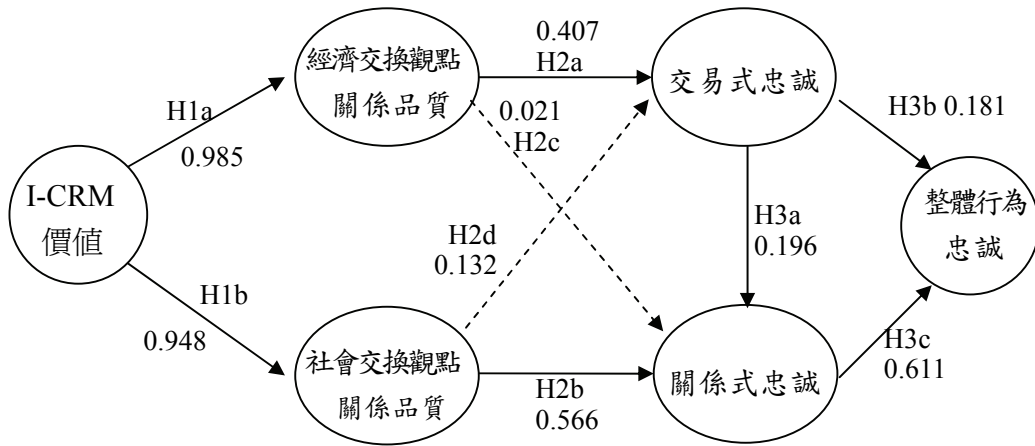 0.407
H2a
經濟交換觀點
關係品質
交易式忠誠
H1a
0.985
0.021
H2c
H3b 0.181
I-CRM
價值
整體行為
忠誠
H3a
0.196
H2d
0.132
H1b
0.948
社會交換觀點
關係品質
H2b
0.566
關係式忠誠
H3c
0.611